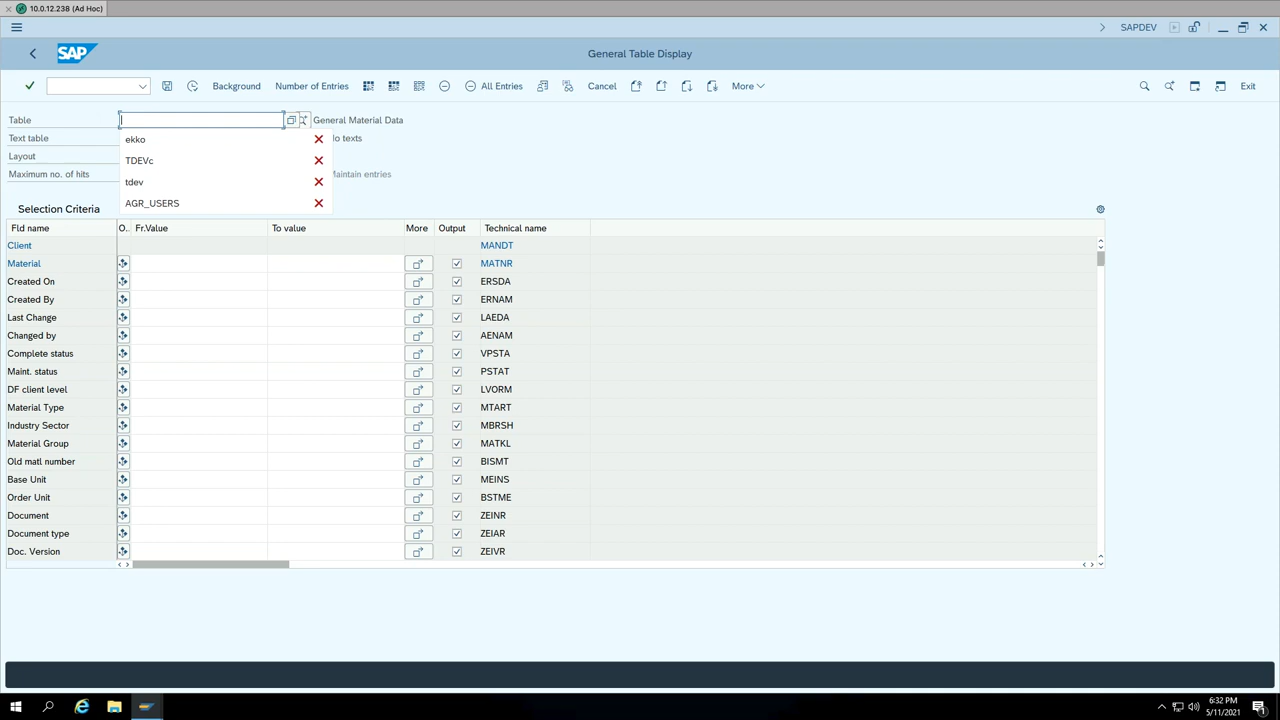 10.0.12.238 (Ad Hoc)
SAPDEV
SAP
General Table Display
Background
Number of Entries
All Entries
Cancel
More
Exit
Table
General Material Data
ekko
Text table
No texts
Layout
TDEVc
Maximum no. of hits
Maintain entries
tdev
AGR_USERS
Selection Criteria
Fld name O.. Fr.Value To value More Output Technical name
Client MANDT
Material MATNR
Created On ERSDA
Created By ERNAM
Last Change LAEDA
Changed by AENAM
Complete status VPSTA
Maint. status PSTAT
DF client level LVORM
Material Type MTART
Industry Sector MBRSH
Material Group MATKL
Old matl number BISMT
Base Unit MEINS
Order Unit BSTME
Document ZEINR
Document type ZEIAR
Doc. Version ZEIVR
6:32 PM
5/11/2021
1